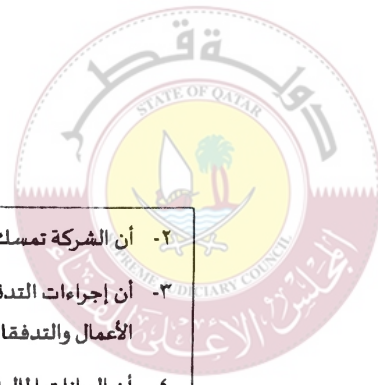 دولة قطر
STATE OF QATAR
٢- أن الشركة تمسك
SUPREME JUDICIARY COUNCIL
٣- أن إجراءات التدق
الأعمال والتدفقا
المجلس الأعلى للقضاء